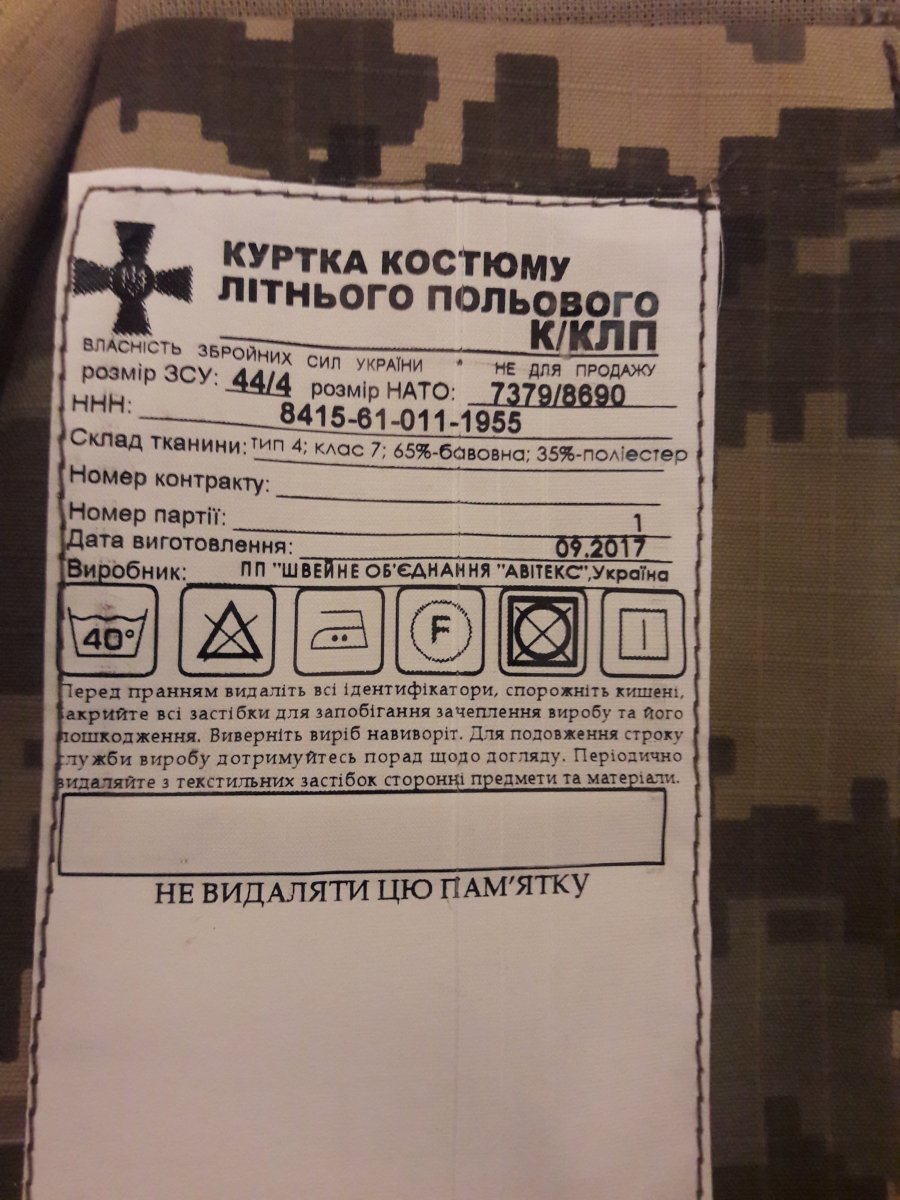 КУРТКА КОСТЮМУ
ЛІТНЬОГО ПОЛЬОВОГО
К/КЛП
ВЛАСНІСТЬ ЗБРОЙНИХ СИЛ УКРАЇНИ * НЕ ДЛЯ ПРОДАЖУ
розмір ЗСУ: 44/4 розмір НАТО: 7379/8690
ННН: 8415-61-011-1955
Склад тканини: тип 4; клас 7; 65%-бавовна; 35%-поліестер
Номер контракту:
Номер партії: 1
Дата виготовлення: 09.2017
Виробник: ПП "ШВЕЙНЕ ОБ'ЄДНАННЯ "АВІТЕКС", Україна
40° F
Перед пранням видаліть всі ідентифікатори, спорожніть кишені,
закрийте всі застібки для запобігання зачеплення виробу та його
пошкодження. Виверніть виріб навиворіт. Для подовження строку
служби виробу дотримуйтесь порад щодо догляду. Періодично
видаляйте з текстильних застібок сторонні предмети та матеріали.
НЕ ВИДАЛЯТИ ЦЮ ПАМ'ЯТКУ